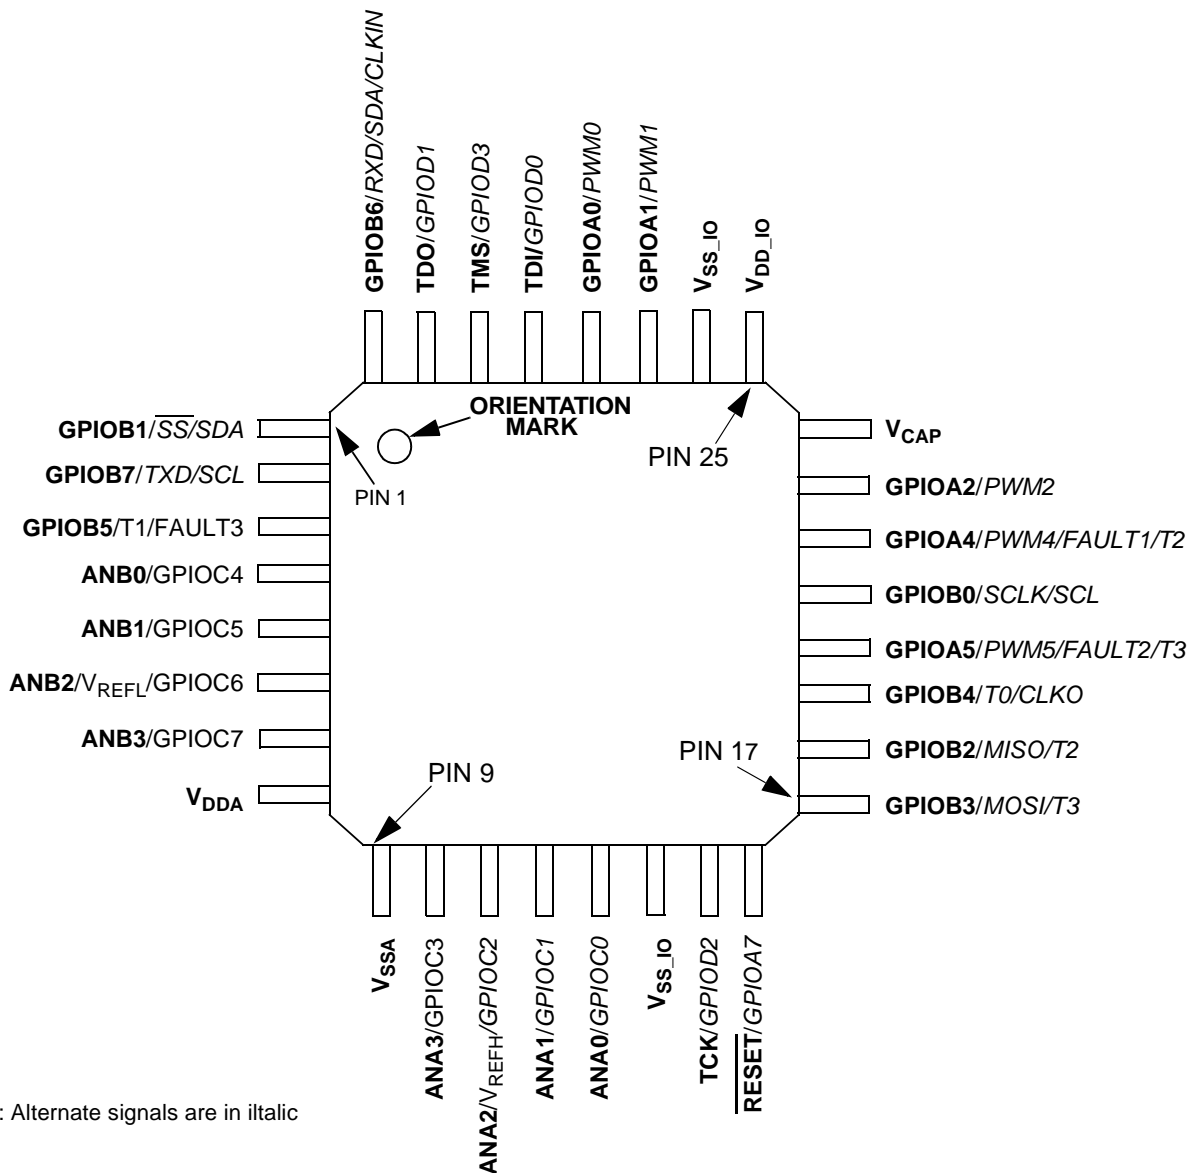 GPIOB6/RXD/SDA/CLKIN
TDO/GPIOD1
TMS/GPIOD3
TDI/GPIOD0
GPIOA0/PWM0
GPIOA1/PWM1
VSS_IO
VDD_IO
ORIENTATION
MARK
PIN 25
PIN 1
GPIOB1/S̅S̅/SDA
GPIOB7/TXD/SCL
GPIOB5/T1/FAULT3
ANB0/GPIOC4
ANB1/GPIOC5
ANB2/VREFL/GPIOC6
ANB3/GPIOC7
VDDA
VCAP
GPIOA2/PWM2
GPIOA4/PWM4/FAULT1/T2
GPIOB0/SCLK/SCL
GPIOA5/PWM5/FAULT2/T3
GPIOB4/T0/CLKO
GPIOB2/MISO/T2
GPIOB3/MOSI/T3
PIN 17
PIN 9
VSSA
ANA3/GPIOC3
ANA2/VREFH/GPIOC2
ANA1/GPIOC1
ANA0/GPIOC0
VSS_IO
TCK/GPIOD2
R̅E̅S̅E̅T̅/GPIOA7
: Alternate signals are in iltalic